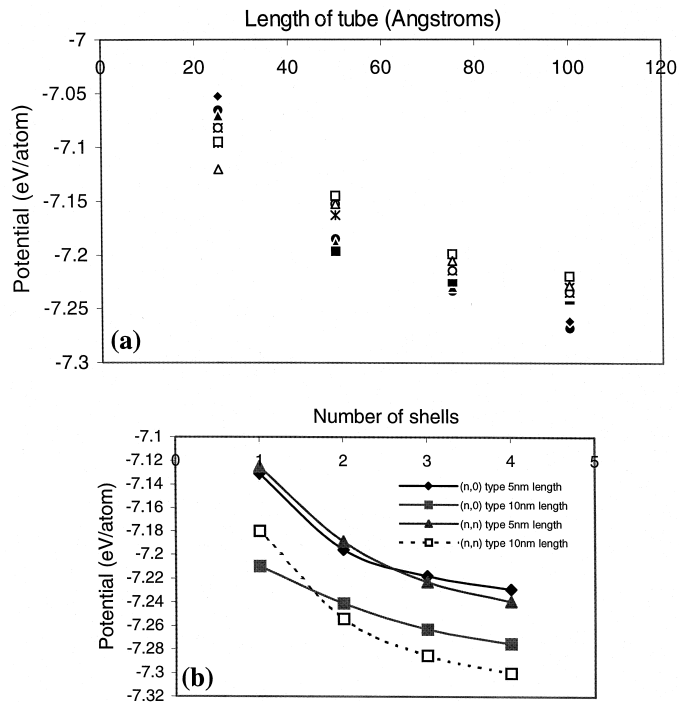 Length of tube (Angstroms)
-7
0 20 40 60 80 100 120
-7.05
-7.1
-7.15
-7.2
-7.25
-7.3
Potential (eV/atom)
(a)
Number of shells
-7.1
0 1 2 3 4 5
-7.12
-7.14
-7.16
-7.18
-7.2
-7.22
-7.24
-7.26
-7.28
-7.3
-7.32
Potential (eV/atom)
(n,0) type 5nm length
(n,0) type 10nm length
(n,n) type 5nm length
(n,n) type 10nm length
(b)